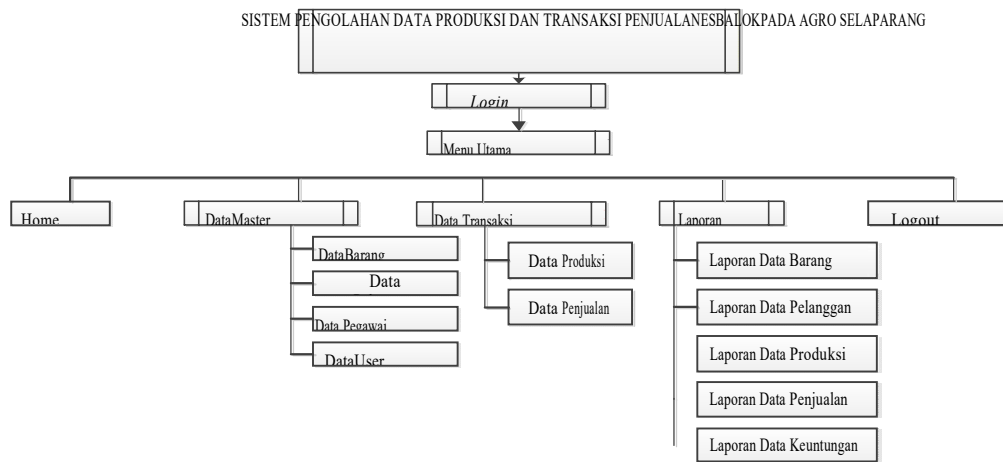 SISTEM PENGOLAHAN DATA PRODUKSI DAN TRANSAKSI PENJUALANESBALOKPADA AGRO SELAPARANG
Login
Menu Utama
Home
DataMaster
Data Transaksi
Laporan
Logout
DataBarang
Data
Data Pegawai
DataUser
Data Produksi
Data Penjualan
Laporan Data Barang
Laporan Data Pelanggan
Laporan Data Produksi
Laporan Data Penjualan
Laporan Data Keuntungan